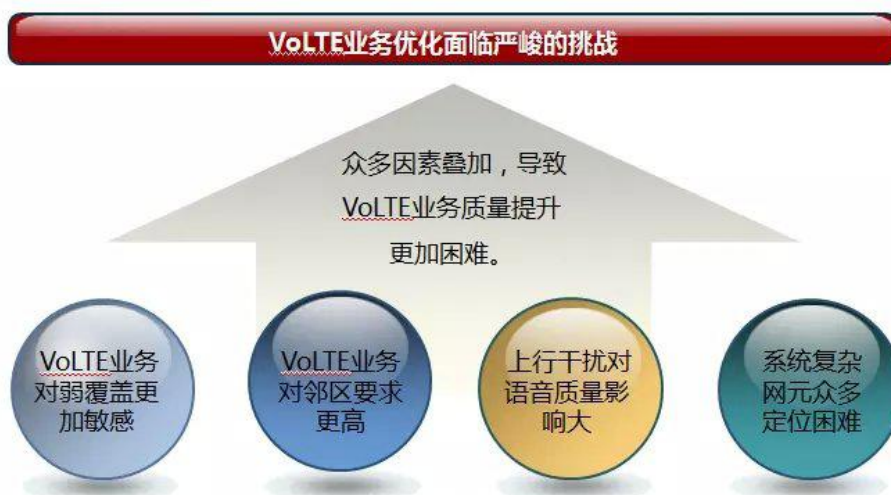 VoLTE业务优化面临严峻的挑战
众多因素叠加，导致
VoLTE业务质量提升
更加困难。
VoLTE业务
对弱覆盖更
加敏感
VoLTE业务
对邻区要求
更高
上行干扰对
语音质量影
响大
系统复杂
网元众多
定位困难